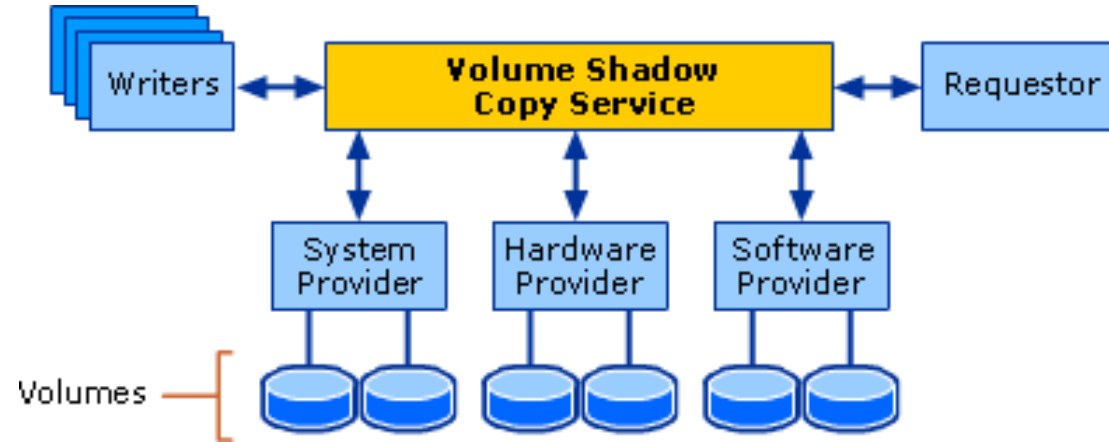 Writers
Volume Shadow
Copy Service
Requestor
System
Provider
Hardware
Provider
Software
Provider
Volumes